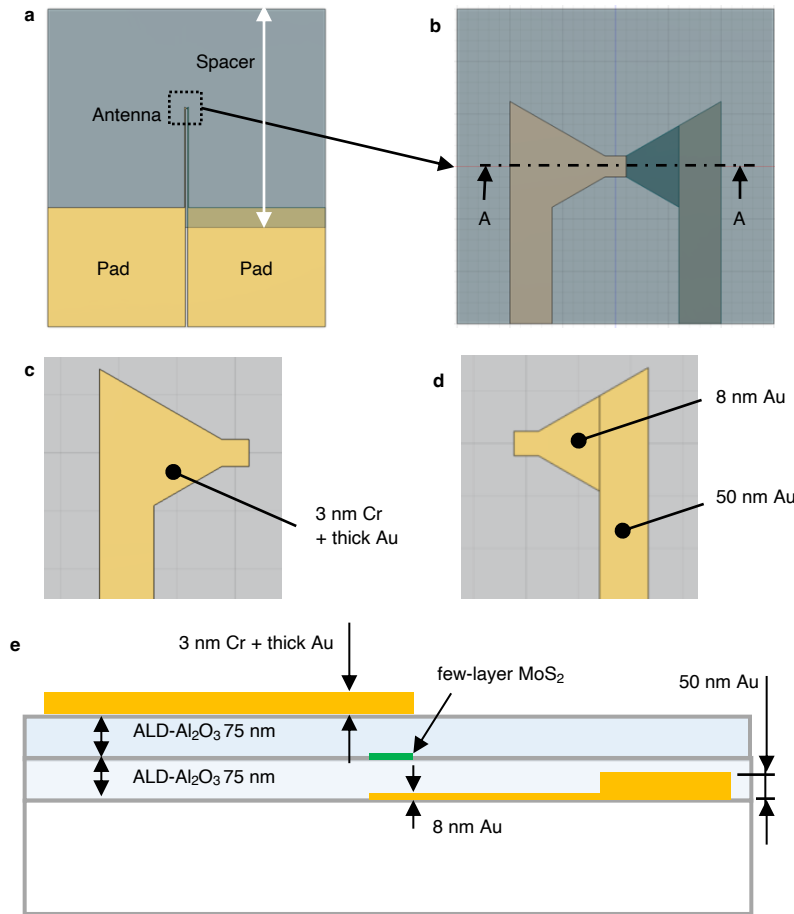 a
Spacer
Antenna
Pad
Pad
b
A
A
c
3 nm Cr
+ thick Au
d
8 nm Au
50 nm Au
e
3 nm Cr + thick Au
few-layer MoS₂
50 nm Au
ALD-Al₂O₃ 75 nm
ALD-Al₂O₃ 75 nm
8 nm Au